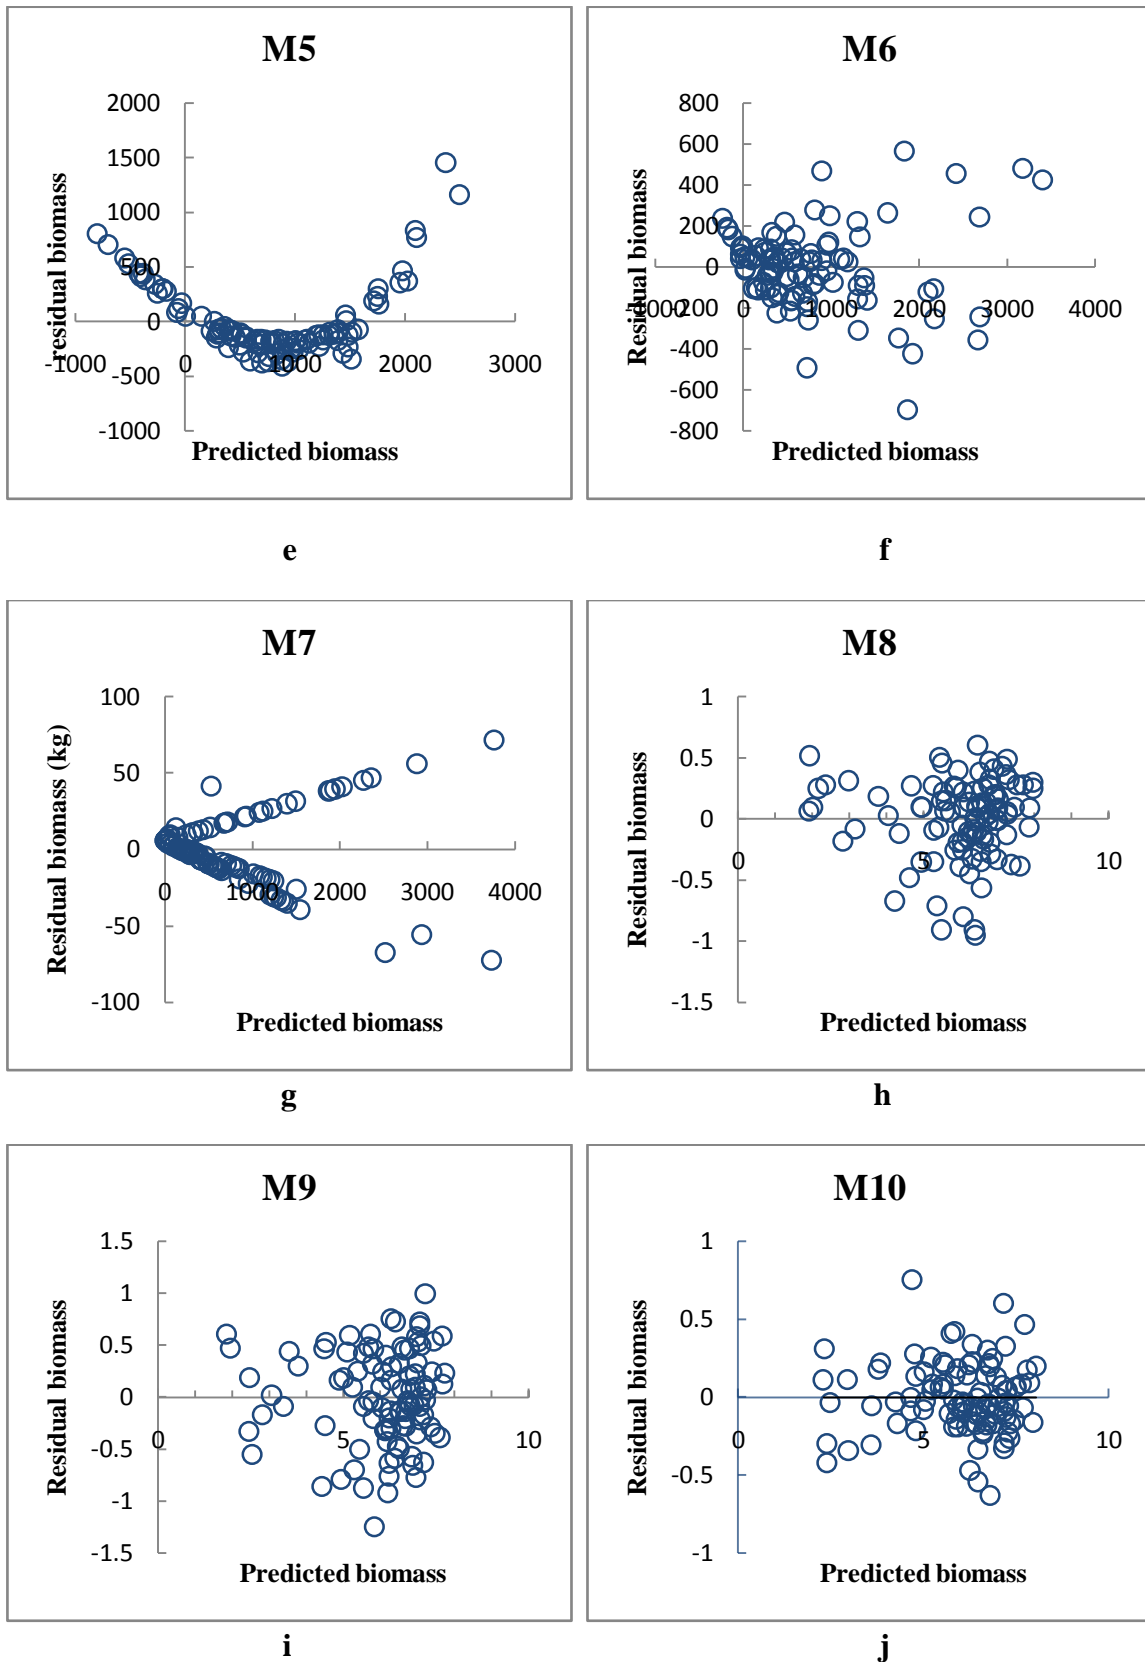 M5
2000
1500
1000
500
0
-500
-1000
-1000
0
1000
2000
3000
residual biomass
Predicted biomass
e
M6
800
600
400
200
0
-200
-400
-600
-800
-1000
0
1000
2000
3000
4000
Residual biomass
Predicted biomass
f
M7
100
50
0
-50
-100
0
1000
2000
3000
4000
Residual biomass (kg)
Predicted biomass
g
M8
1
0.5
0
-0.5
-1
-1.5
0
5
10
Residual biomass
Predicted biomass
h
M9
1.5
1
0.5
0
-0.5
-1
-1.5
0
5
10
Residual biomass
Predicted biomass
i
M10
1
0.5
0
-0.5
-1
0
5
10
Residual biomass
Predicted biomass
j